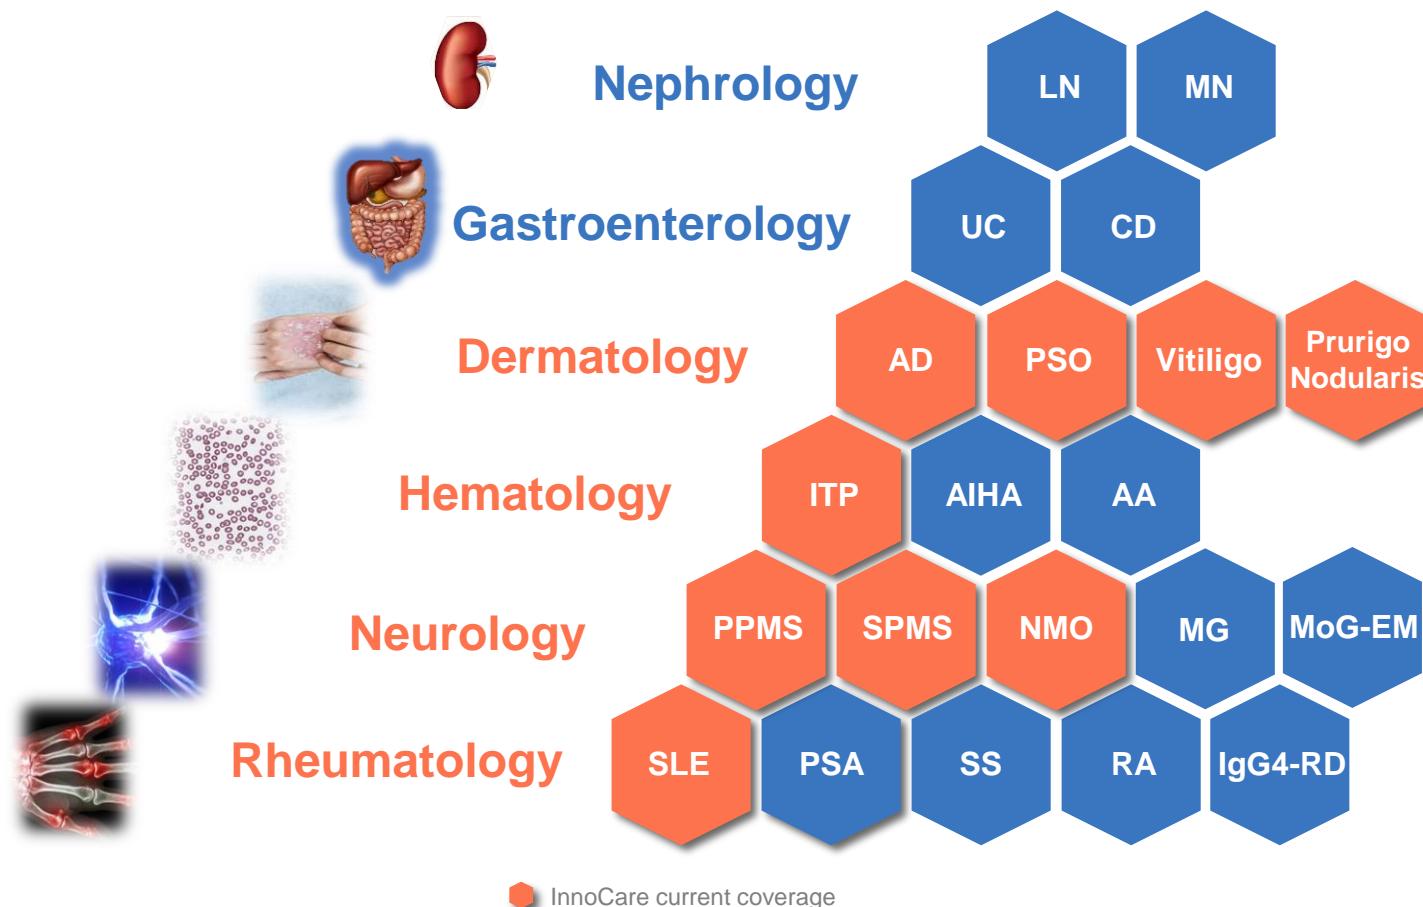 Nephrology
LN
MN
Gastroenterology
UC
CD
Dermatology
AD
PSO
Vitiligo
Prurigo
Nodularis
Hematology
ITP
AIHA
AA
Neurology
PPMS
SPMS
NMO
MG
MoG-EM
Rheumatology
SLE
PSA
SS
RA
IgG4-RD
InnoCare current coverage